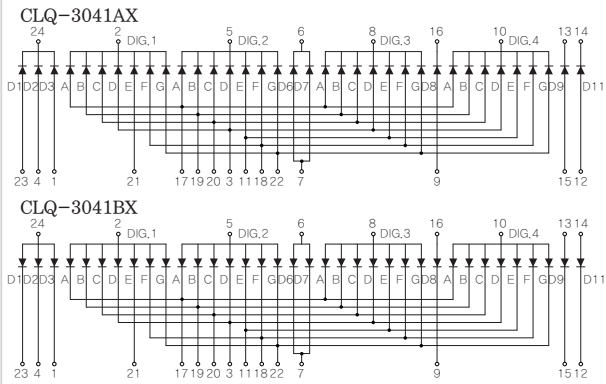 CLQ-3041AX
24 2 5 6 8 16 10 13 14
DIG.1 DIG.2 DIG.3 DIG.4
D1 D2 D3 A B C D E F G A B C D E F G D6 D7 A B C D E F G D8 A B C D E F G D9 D11
23 4 1 21 17 19 20 3 11 18 22 7 9 15 12
CLQ-3041BX
24 2 5 6 8 16 10 13 14
DIG.1 DIG.2 DIG.3 DIG.4
D1 D2 D3 A B C D E F G A B C D E F G D6 D7 A B C D E F G D8 A B C D E F G D9 D11
23 4 1 21 17 19 20 3 11 18 22 7 9 15 12